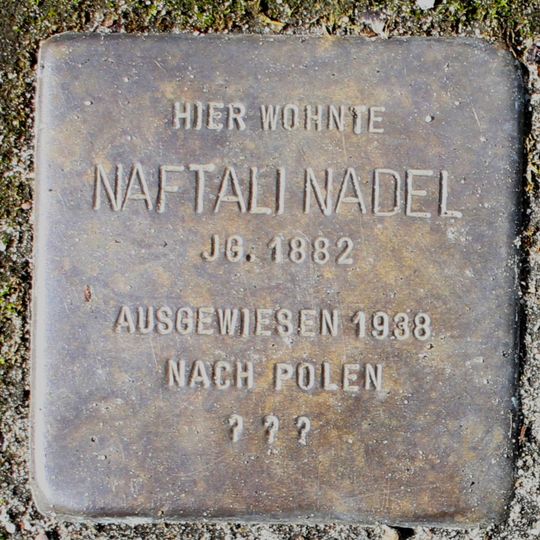 HIER WOHNTE
NAFTALI NADEL
JG. 1882
AUSGEWIESEN 1938
NACH POLEN
? ? ?